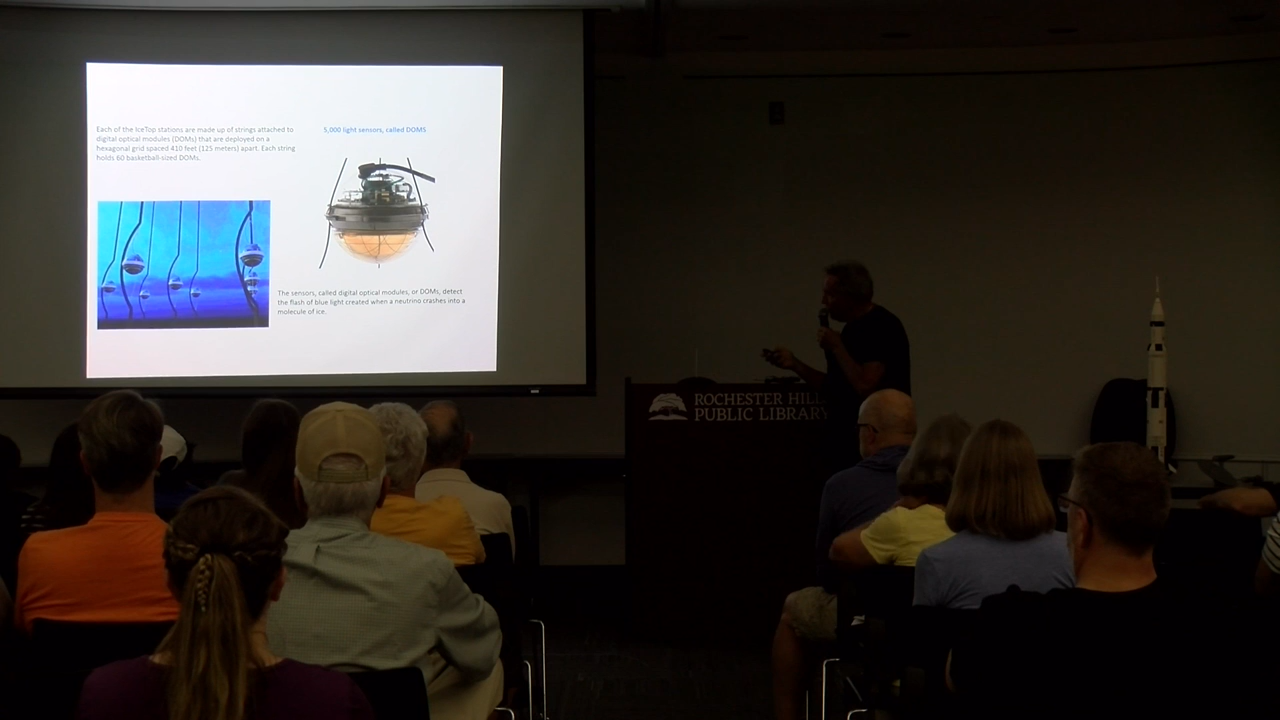 Each of the IceTop stations are made up of strings attached to
digital optical modules (DOMs) that are deployed on a
hexagonal grid spaced 410 feet (125 meters) apart. Each string
holds 60 basketball-sized DOMs.
5,000 light sensors, called DOMS
The sensors, called digital optical modules, or DOMs, detect
the flash of blue light created when a neutrino crashes into a
molecule of ice.
ROCHESTER HILL
PUBLIC LIBRARY